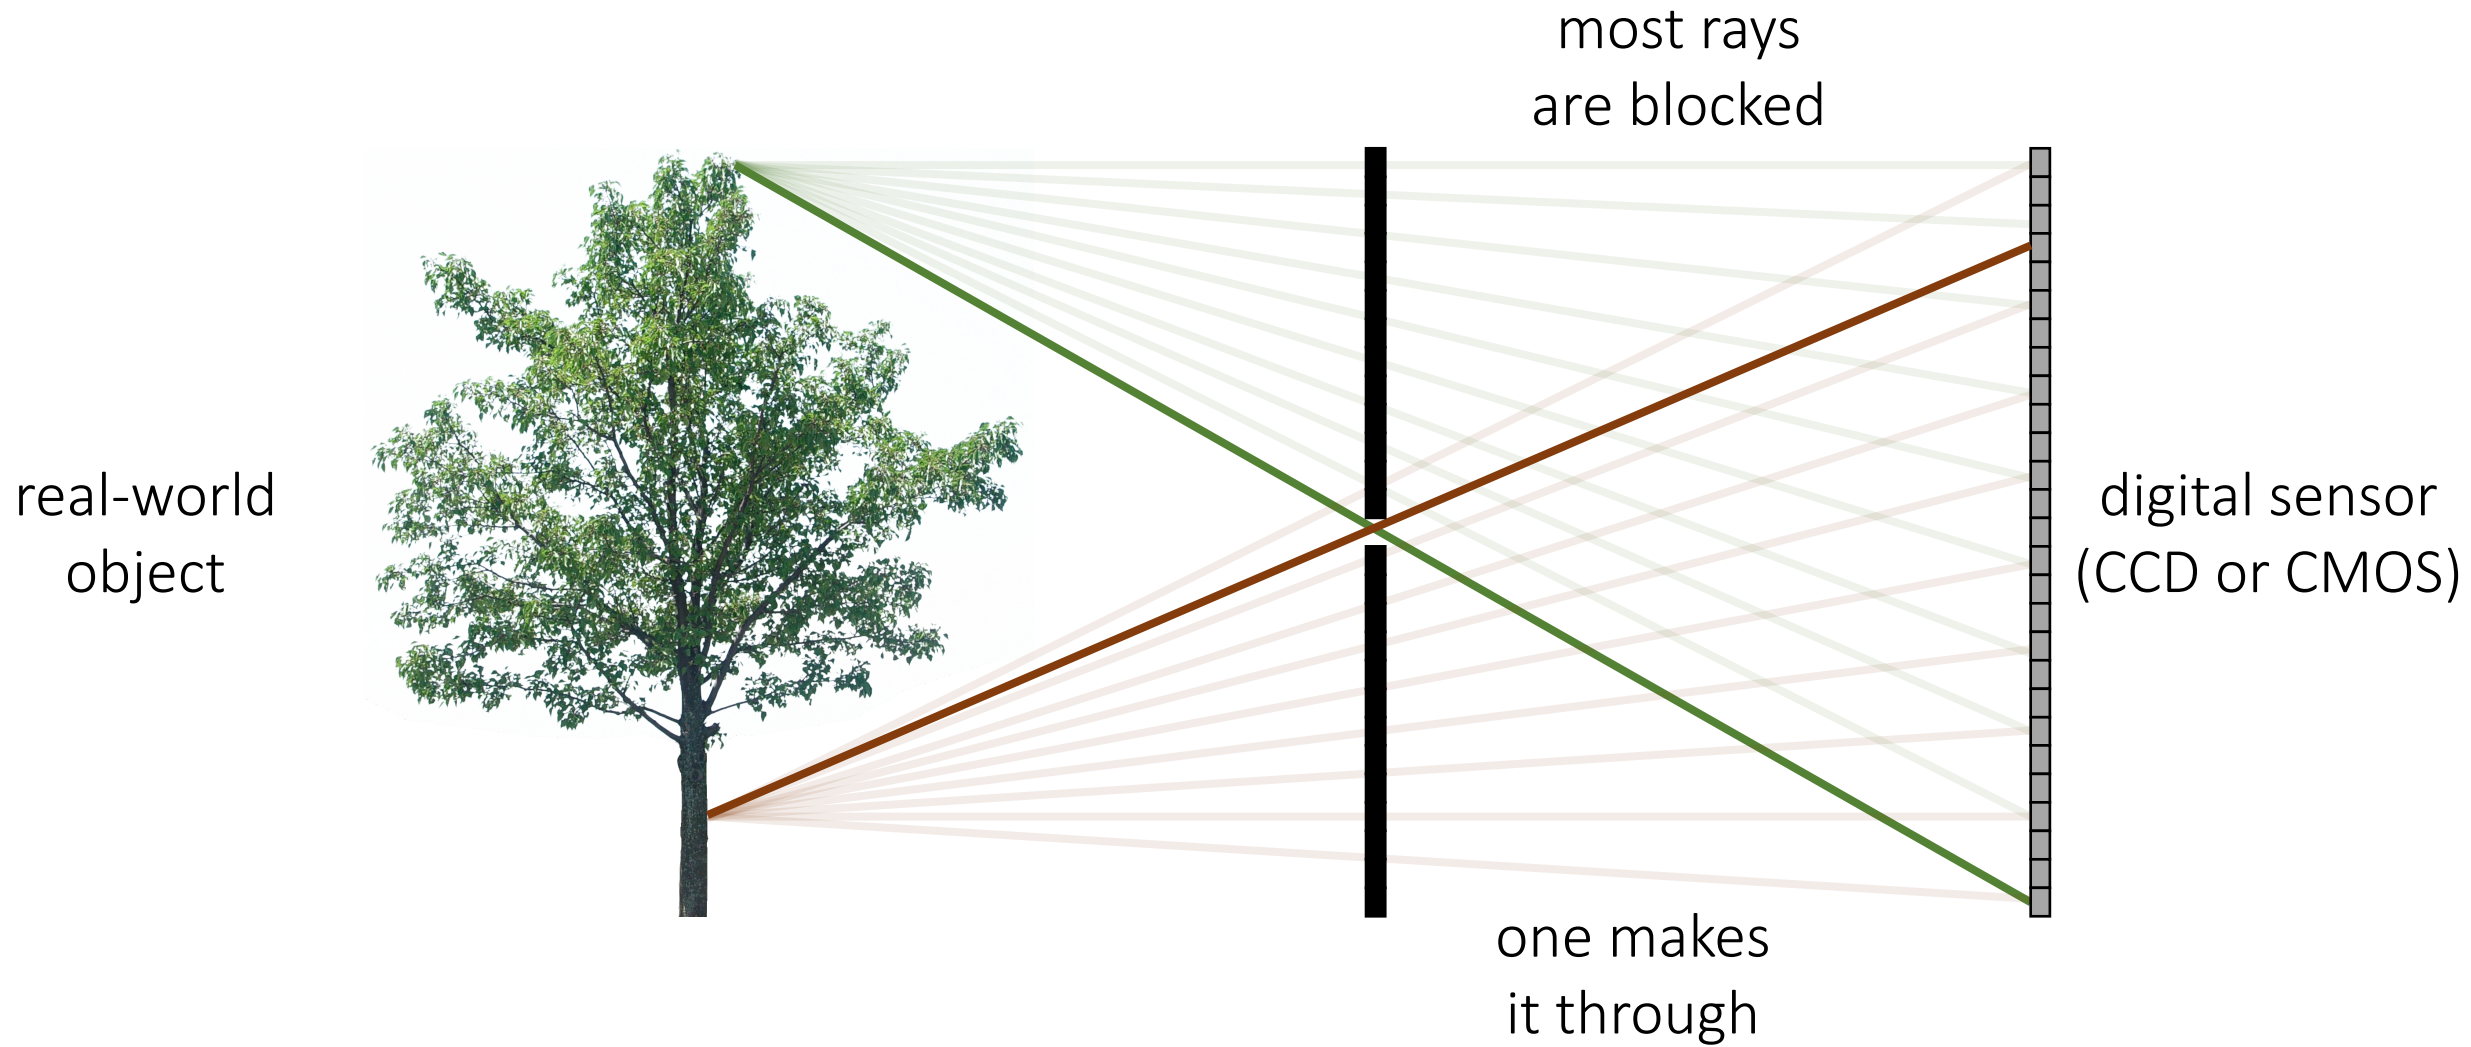 most rays
are blocked
real-world
object
digital sensor
(CCD or CMOS)
one makes
it through